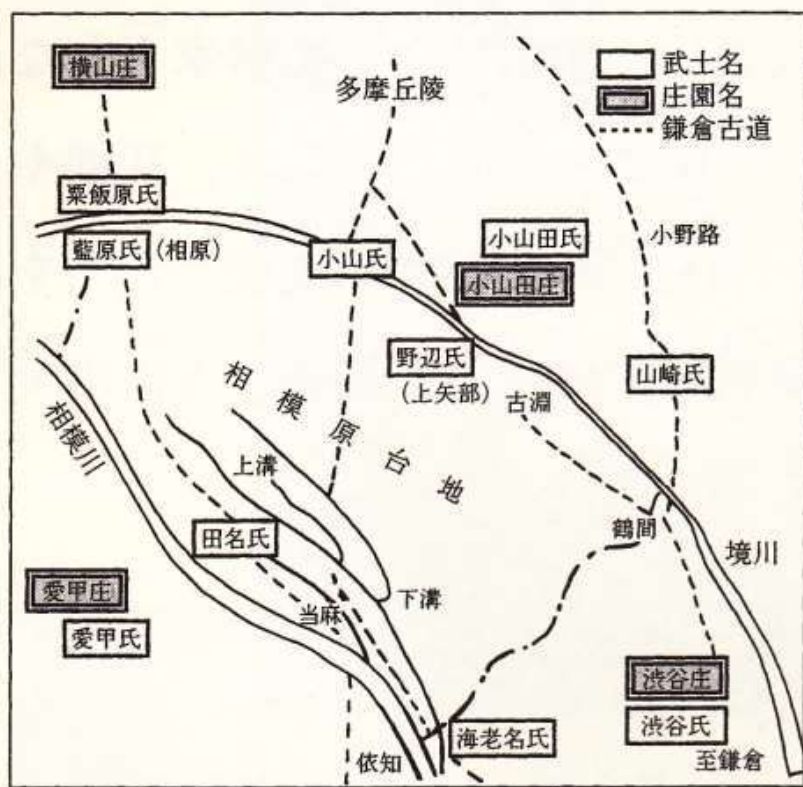 横山庄
多摩丘陵
武士名
庄園名
鎌倉古道
粟飯原氏
藍原氏 (相原)
小山氏
小山田氏
小山田庄
小野路
野辺氏
(上矢部)
山崎氏
古淵
相模原台地
相模川
上溝
田名氏
鶴間
境川
愛甲庄
愛甲氏
当麻
下溝
渋谷庄
渋谷氏
海老名氏
依知
至鎌倉